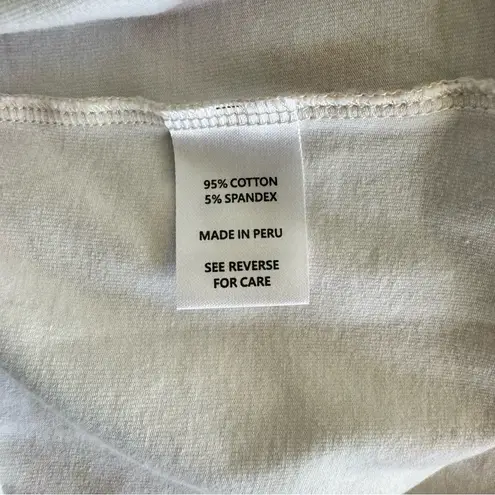 95% COTTON
5% SPANDEX
MADE IN PERU
SEE REVERSE
FOR CARE